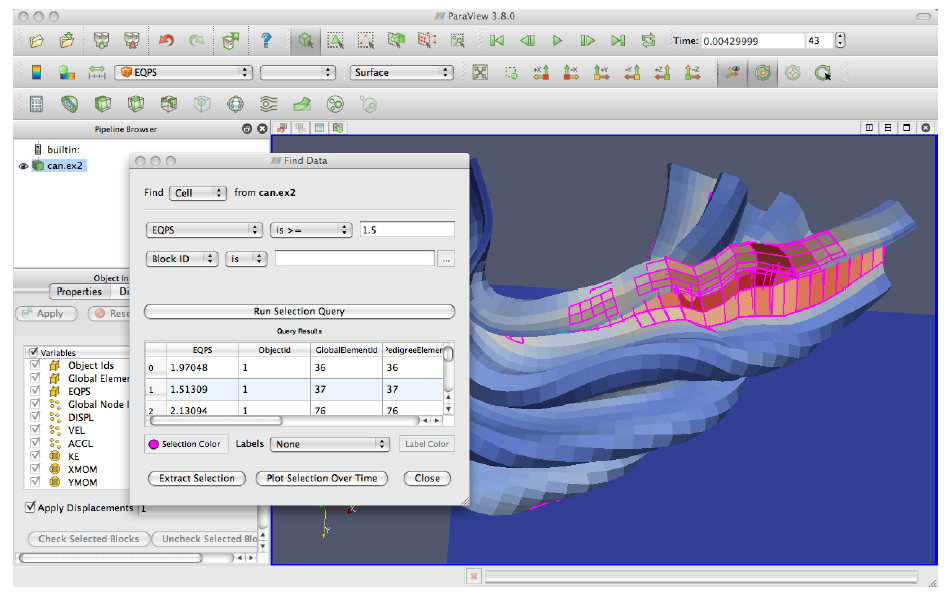 ParaView 3.8.0
Time: 0.00429999 43
EQPS Surface
+X -X +Y -Y +Z -Z
Pipeline Browser
builtin:
can.ex2
Find Data
Find Cell from can.ex2
EQPS is >= 1.5
Block ID is ...
Object In
Properties Di
Apply Rese
Run Selection Query
Query Results
EQPS ObjectId GlobalElementId PedigreeElemen
0 1.97048 1 36 36
1 1.51309 1 37 37
2 2.13094 1 76 76
Variables
Object Ids
Global Elemen
EQPS
Global Node I
DISPL
VEL
ACCL
KE
XMOM
YMOM
Selection Color Labels None Label Color
Extract Selection Plot Selection Over Time Close
Apply Displacements 1
Check Selected Blocks Uncheck Selected Blo
X
Y